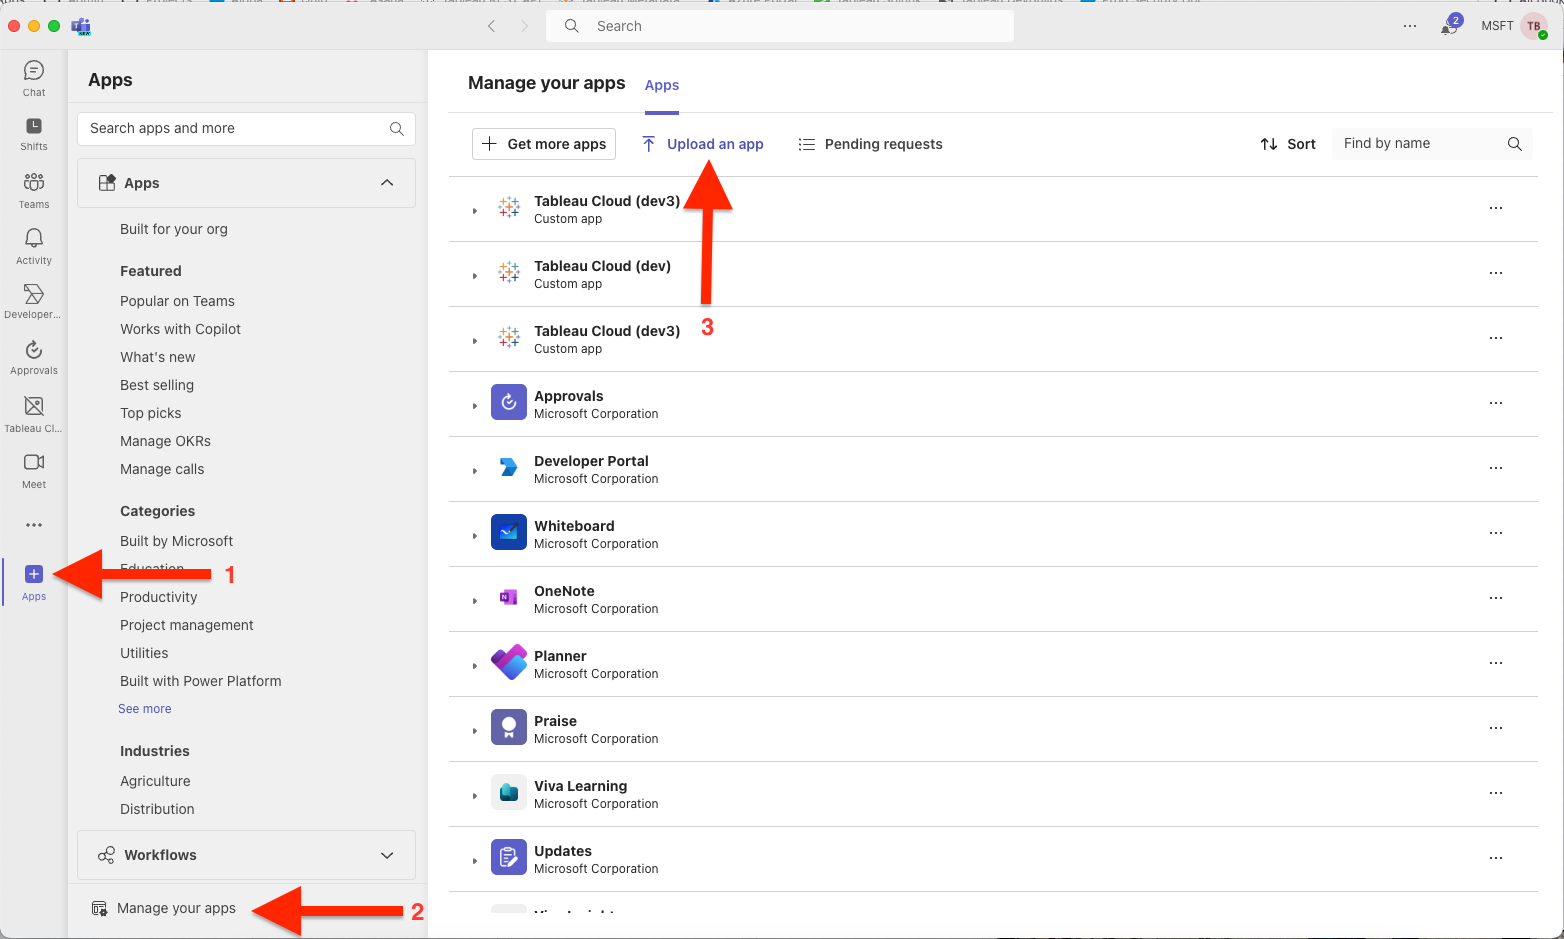 Search
2
MSFT
TB
NEW
Chat
Shifts
Teams
Activity
Developer...
Approvals
Tableau Cl...
Meet
Apps
Apps
Search apps and more
Apps
Built for your org
Featured
Popular on Teams
Works with Copilot
What's new
Best selling
Top picks
Manage OKRs
Manage calls
Categories
Built by Microsoft
Education
1
Productivity
Project management
Utilities
Built with Power Platform
See more
Industries
Agriculture
Distribution
Workflows
Manage your apps
2
Manage your apps
Apps
Get more apps
Upload an app
Pending requests
Sort
Find by name
Tableau Cloud (dev3)
Custom app
Tableau Cloud (dev)
Custom app
3
Tableau Cloud (dev3)
Custom app
Approvals
Microsoft Corporation
Developer Portal
Microsoft Corporation
Whiteboard
Microsoft Corporation
OneNote
Microsoft Corporation
Planner
Microsoft Corporation
Praise
Microsoft Corporation
Viva Learning
Microsoft Corporation
Updates
Microsoft Corporation